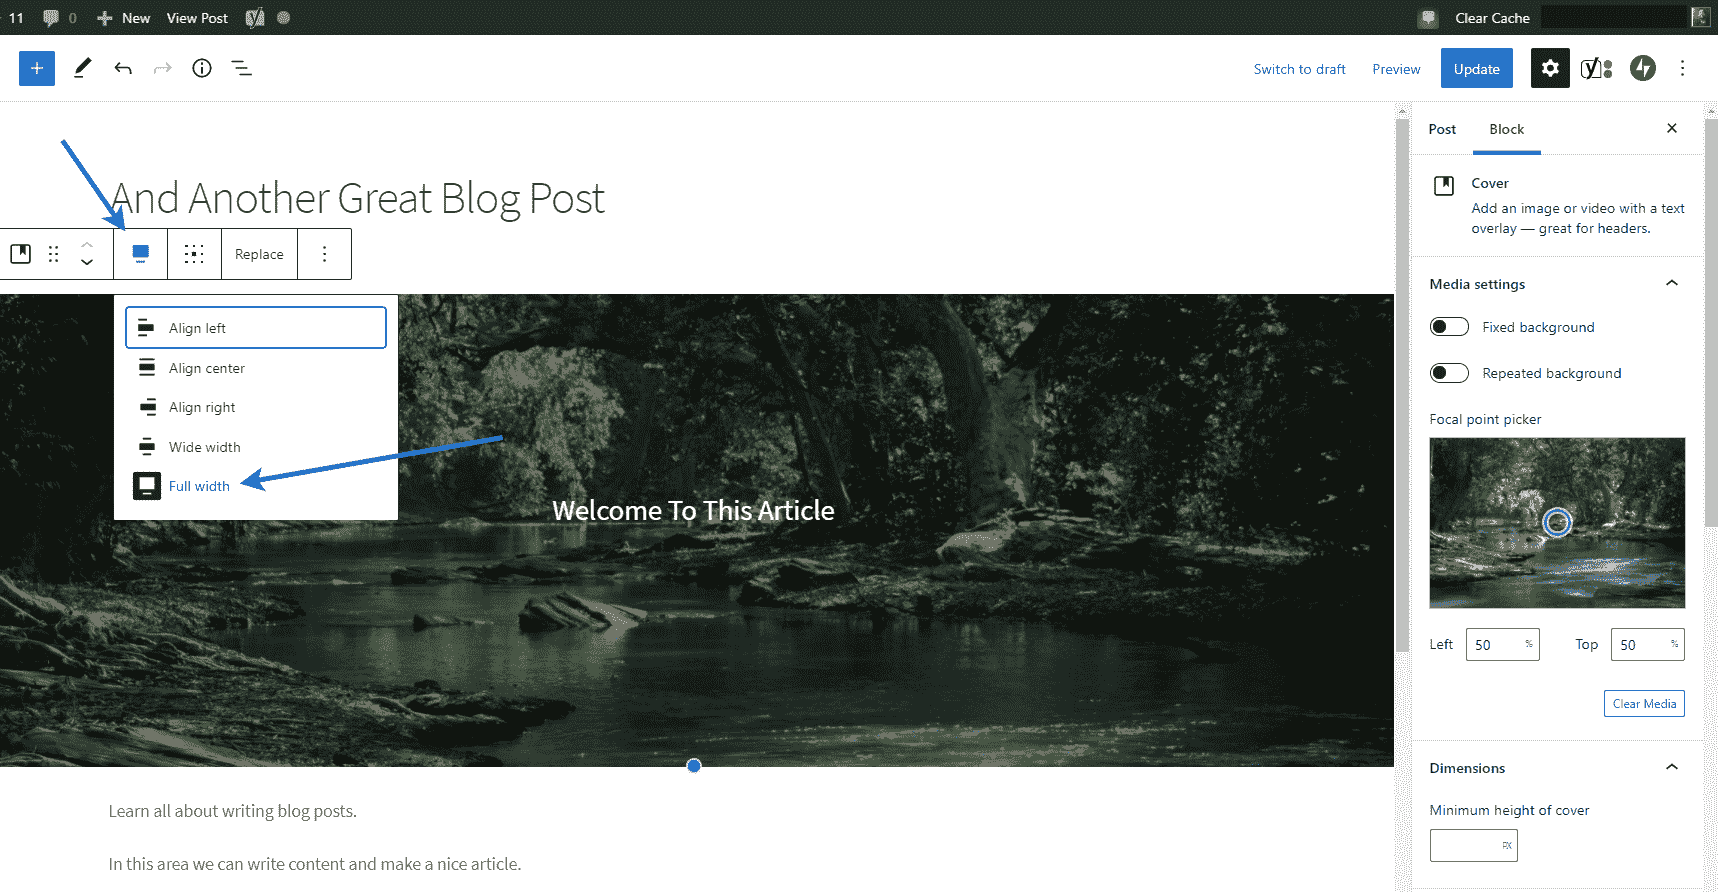 11 0 New View Post Clear Cache
Switch to draft Preview Update
And Another Great Blog Post
Replace
Align left
Align center
Align right
Wide width
Full width
Welcome To This Article
Learn all about writing blog posts.
In this area we can write content and make a nice article.
Post Block
Cover
Add an image or video with a text
overlay — great for headers.
Media settings
Fixed background
Repeated background
Focal point picker
Left 50 % Top 50 %
Clear Media
Dimensions
Minimum height of cover
PX